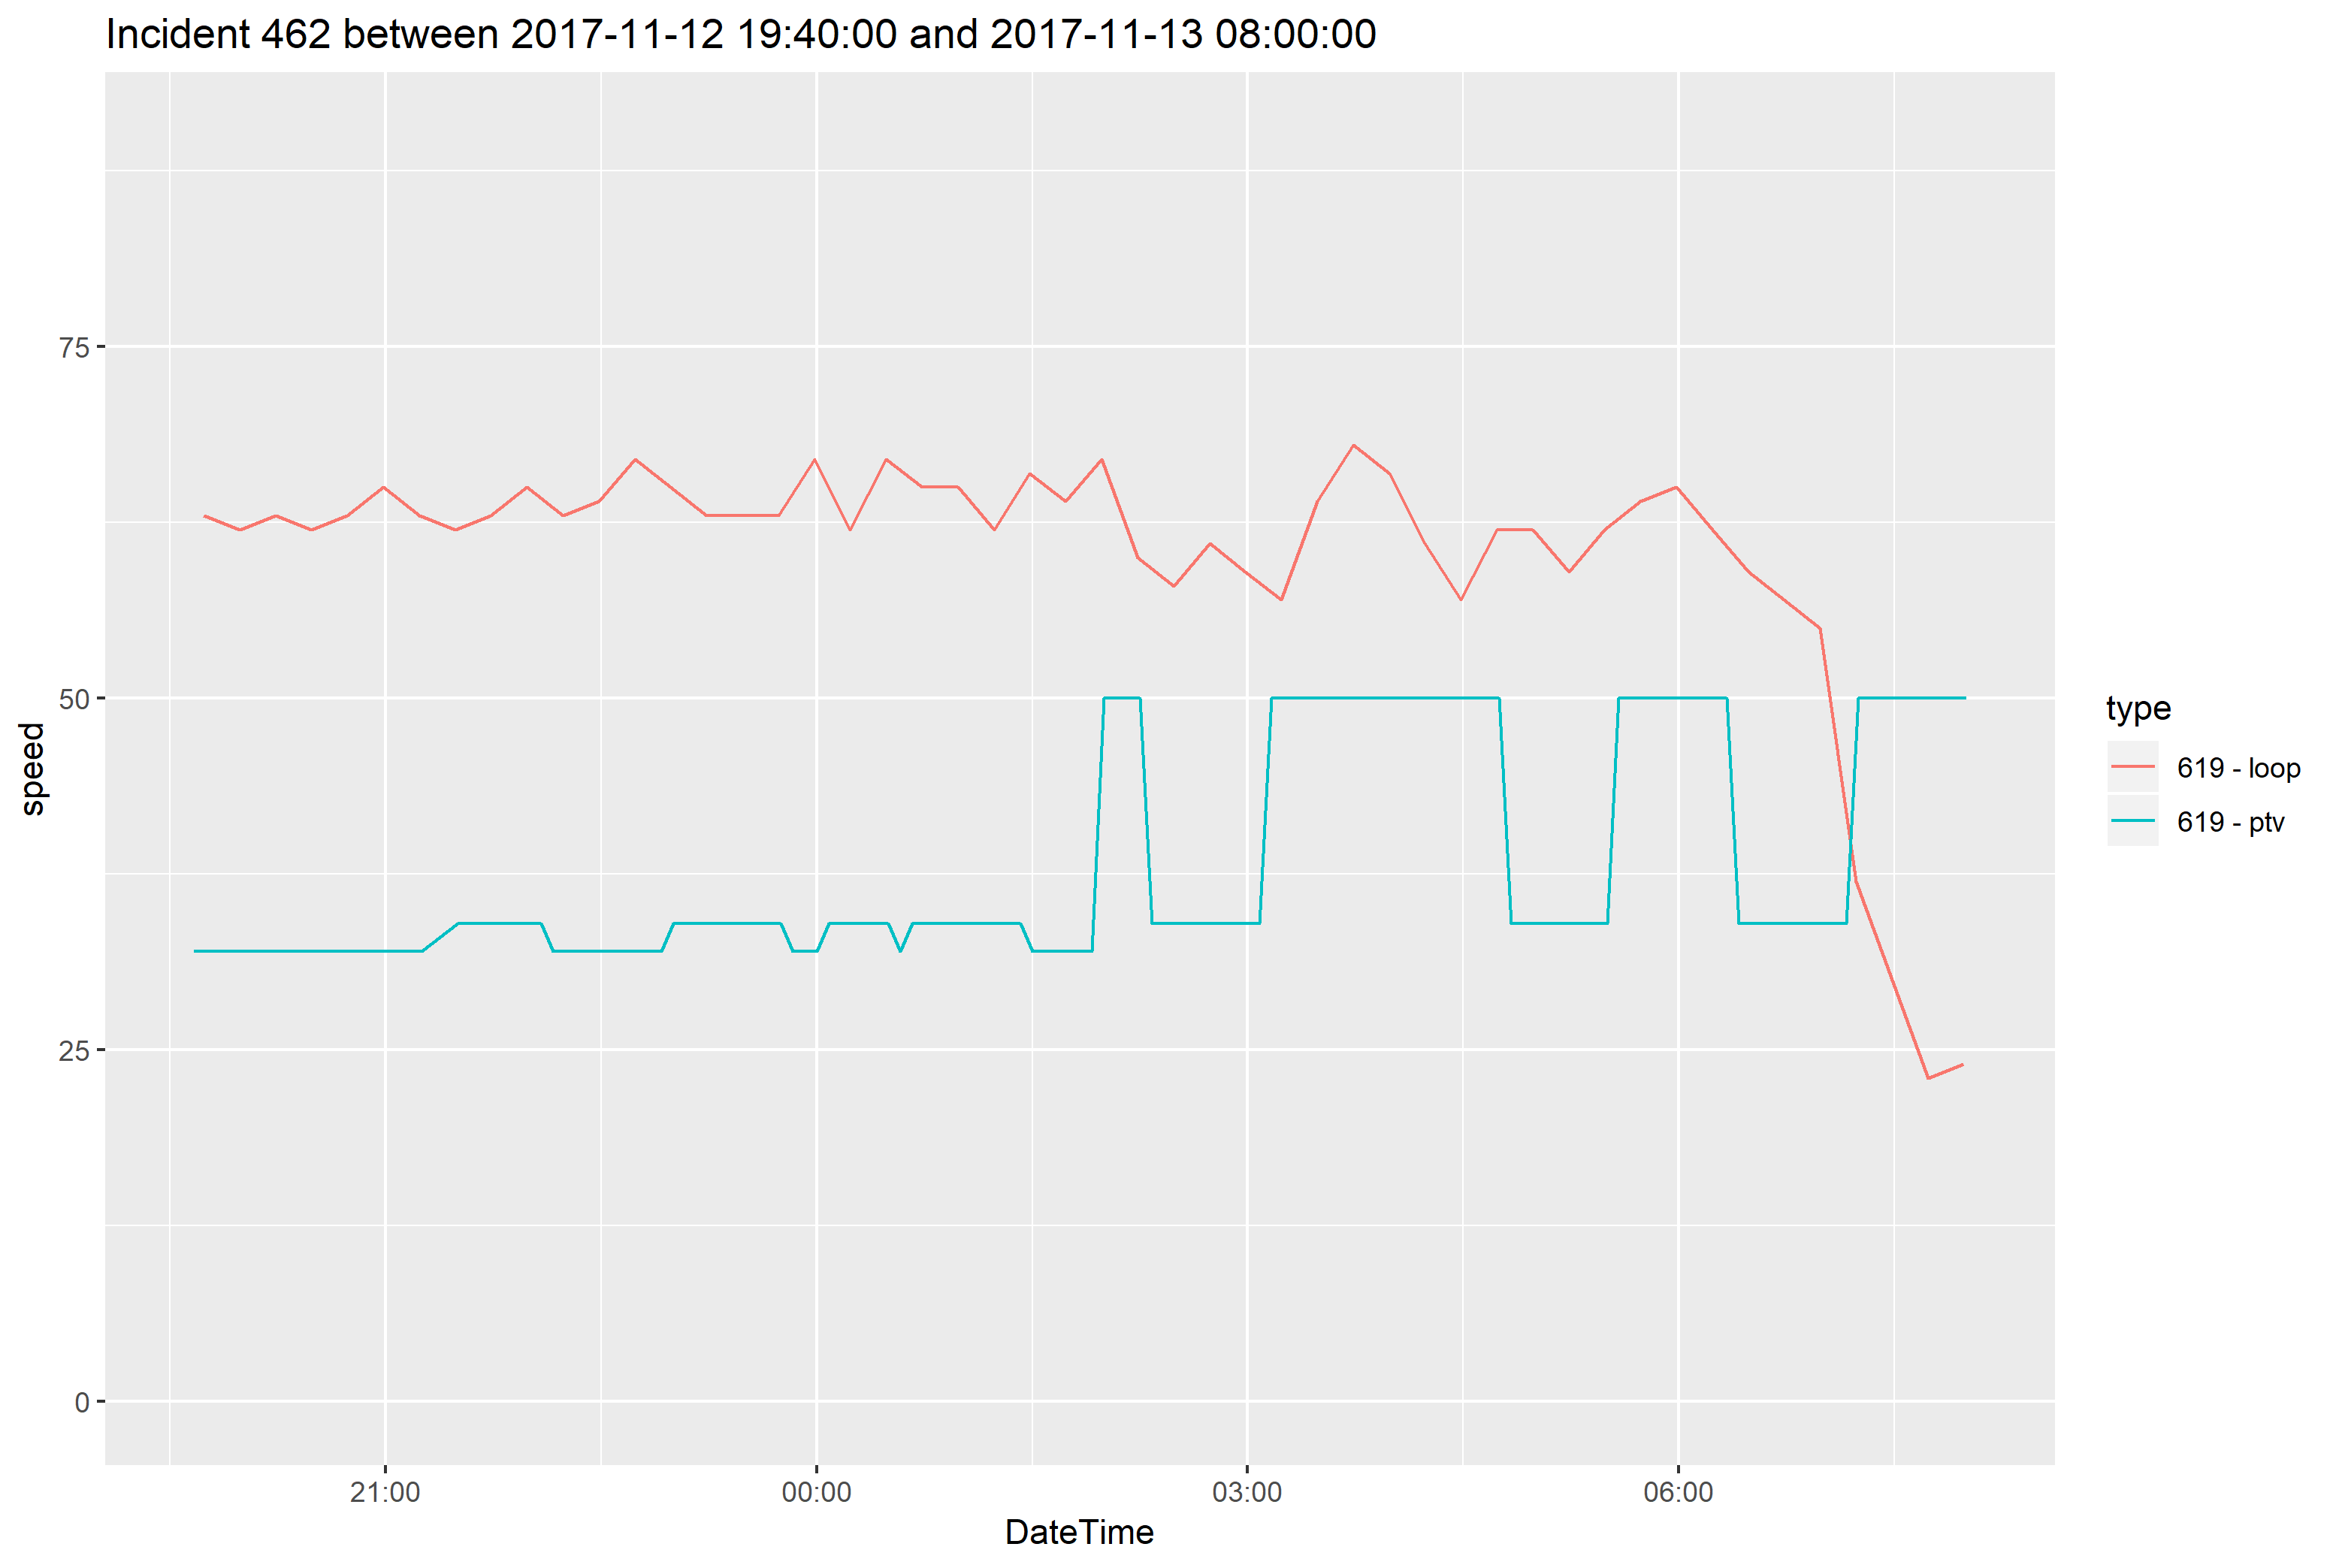 Incident 462 between 2017-11-12 19:40:00 and 2017-11-13 08:00:00
75
50
25
0
speed
21:00
00:00
03:00
06:00
DateTime
type
619 - loop
619 - ptv